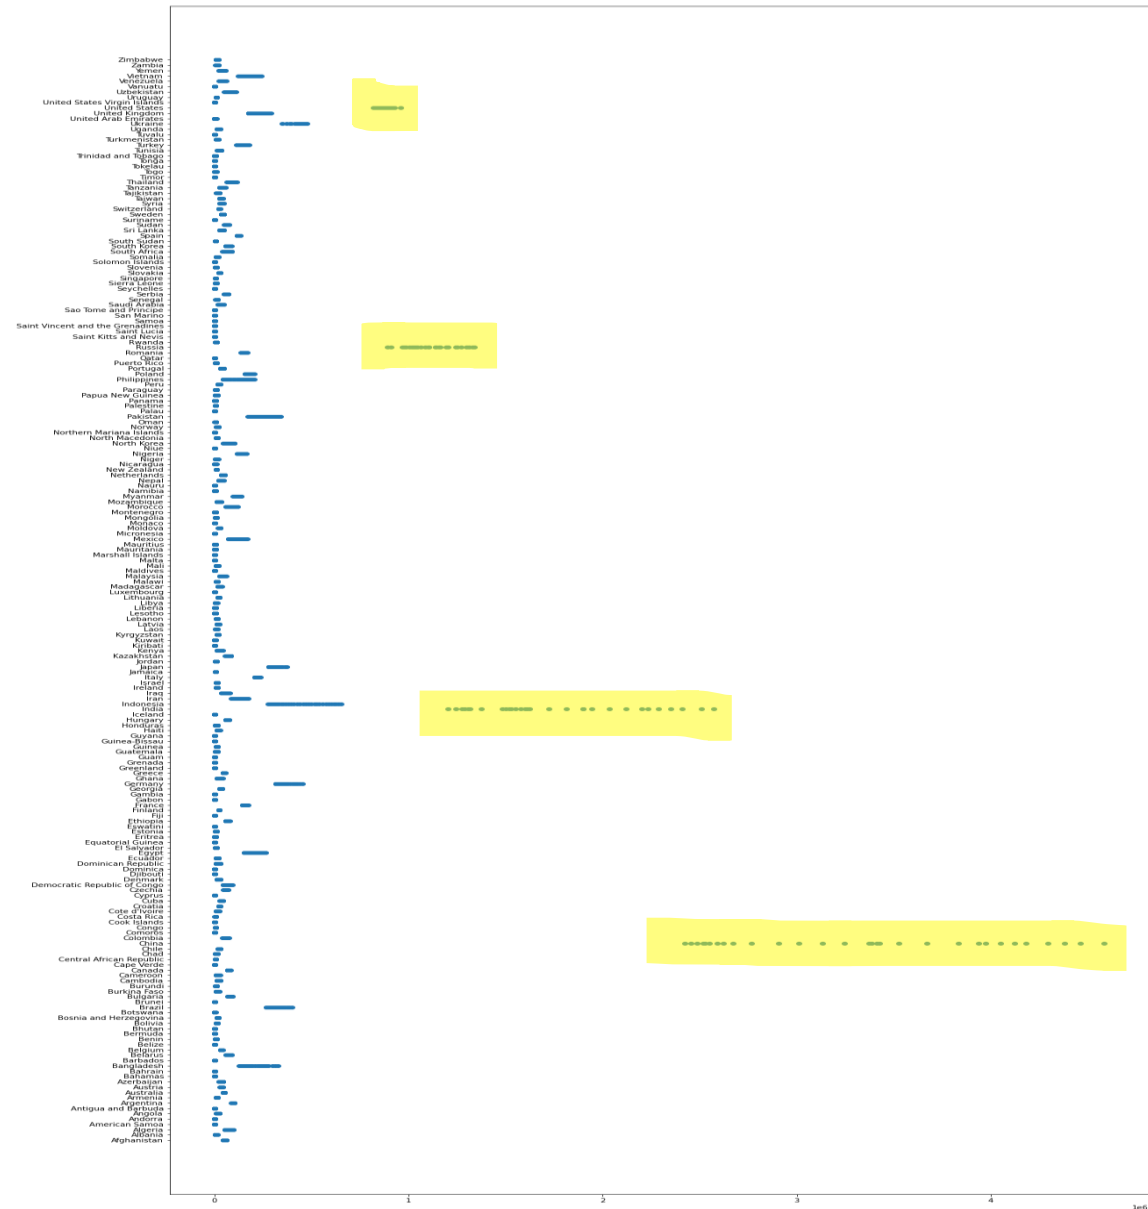 Zimbabwe
Zambia
Yemen
Vietnam
Venezuela
Vanuatu
Uzbekistan
Uruguay
United States Virgin Islands
United States
United Kingdom
United Arab Emirates
Ukraine
Uganda
Tuvalu
Turkmenistan
Turkey
Tunisia
Trinidad and Tobago
Tonga
Tokelau
Togo
Timor
Thailand
Tanzania
Tajikistan
Taiwan
Syria
Switzerland
Sweden
Suriname
Sudan
Sri Lanka
Spain
South Sudan
South Korea
South Africa
Somalia
Solomon Islands
Slovenia
Slovakia
Singapore
Sierra Leone
Seychelles
Serbia
Senegal
Saudi Arabia
Sao Tome and Principe
San Marino
Samoa
Saint Vincent and the Grenadines
Saint Lucia
Saint Kitts and Nevis
Rwanda
Russia
Romania
Qatar
Puerto Rico
Portugal
Poland
Philippines
Peru
Paraguay
Papua New Guinea
Panama
Palestine
Palau
Pakistan
Oman
Norway
Northern Mariana Islands
North Macedonia
North Korea
Niue
Nigeria
Niger
Nicaragua
New Zealand
Netherlands
Nepal
Nauru
Namibia
Myanmar
Mozambique
Morocco
Montenegro
Mongolia
Monaco
Moldova
Micronesia
Mexico
Mauritius
Mauritania
Marshall Islands
Malta
Mali
Maldives
Malaysia
Malawi
Madagascar
Luxembourg
Lithuania
Libya
Liberia
Lesotho
Lebanon
Latvia
Laos
Kyrgyzstan
Kuwait
Kiribati
Kenya
Kazakhstan
Jordan
Japan
Jamaica
Italy
Israel
Ireland
Iraq
Iran
Indonesia
India
Iceland
Hungary
Honduras
Haiti
Guyana
Guinea-Bissau
Guinea
Guatemala
Guam
Grenada
Greenland
Greece
Ghana
Germany
Georgia
Gambia
Gabon
France
Finland
Fiji
Ethiopia
Eswatini
Estonia
Eritrea
Equatorial Guinea
El Salvador
Egypt
Ecuador
Dominican Republic
Dominica
Djibouti
Denmark
Democratic Republic of Congo
Czechia
Cyprus
Cuba
Croatia
Cote d'Ivoire
Costa Rica
Cook Islands
Congo
Comoros
Colombia
China
Chile
Chad
Central African Republic
Cape Verde
Canada
Cameroon
Cambodia
Burundi
Burkina Faso
Bulgaria
Brunei
Brazil
Botswana
Bosnia and Herzegovina
Bolivia
Bhutan
Bermuda
Benin
Belize
Belgium
Belarus
Barbados
Bangladesh
Bahrain
Bahamas
Azerbaijan
Austria
Australia
Armenia
Argentina
Antigua and Barbuda
Angola
Andorra
American Samoa
Algeria
Albania
Afghanistan
0 1 2 3 4
1e6